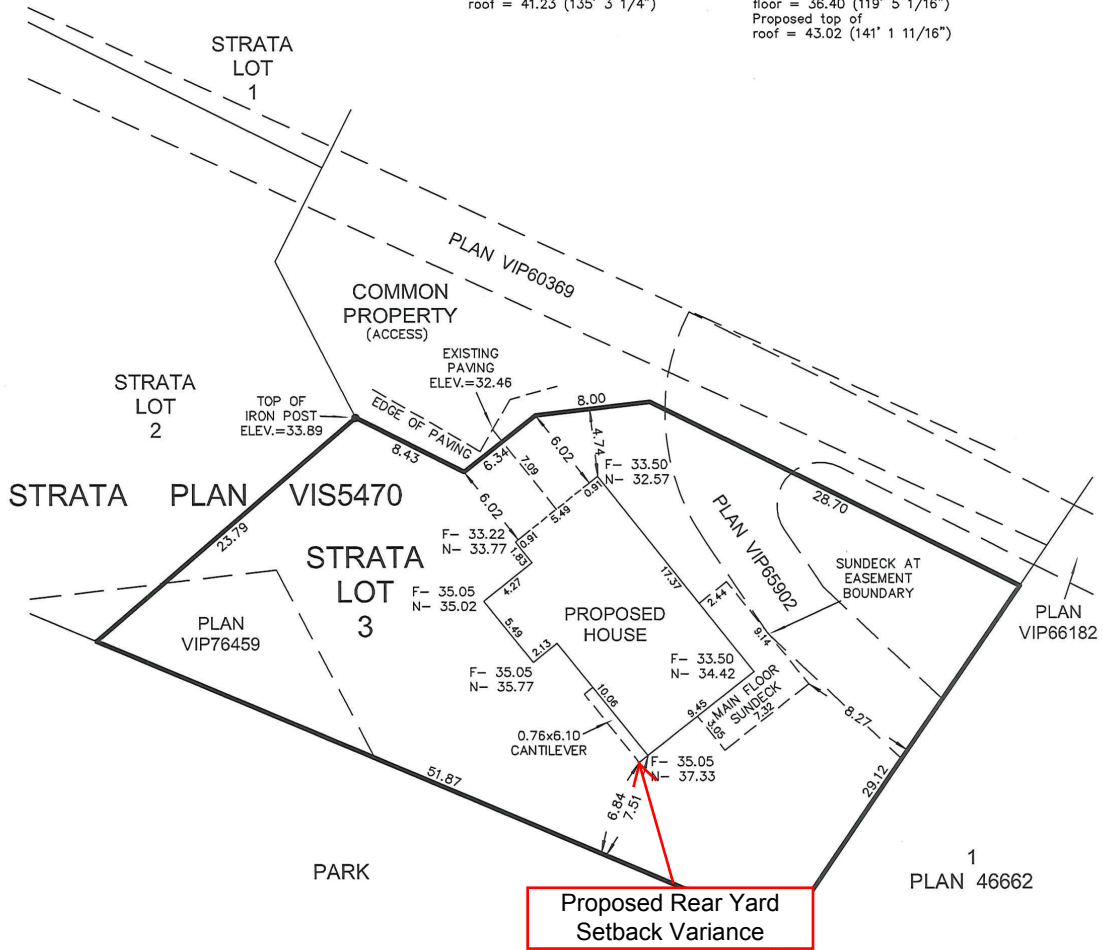 roof = 41.23 (135' 3 1/4")
floor = 36.40 (119' 5 1/16")
Proposed top of
roof = 43.02 (141' 1 11/16")
STRATA
LOT
1
PLAN VIP60369
COMMON
PROPERTY
(ACCESS)
EXISTING
PAVING
ELEV.=32.46
STRATA
LOT
2
TOP OF
IRON POST
ELEV.=33.89
EDGE OF PAVING
8.00
8.43
6.34
7.09
6.02
4.74
F- 33.50
N- 32.57
0.91
5.49
6.02
0.91
STRATA PLAN VIS5470
23.79
28.70
F- 33.22
N- 33.77
1.83
4.27
STRATA
LOT
3
F- 35.05
N- 35.02
17.37
PLAN VIP65902
SUNDECK AT
EASEMENT
BOUNDARY
2.44
9.14
PLAN
VIP66182
PLAN
VIP76459
5.49
2.13
PROPOSED
HOUSE
F- 35.05
N- 35.77
F- 33.50
N- 34.42
10.06
9.45
MAIN FLOOR
SUNDECK
3.05
7.32
8.27
0.76x6.10
CANTILEVER
F- 35.05
N- 37.33
29.12
51.87
6.84
7.51
PARK
1
PLAN 46662
Proposed Rear Yard
Setback Variance